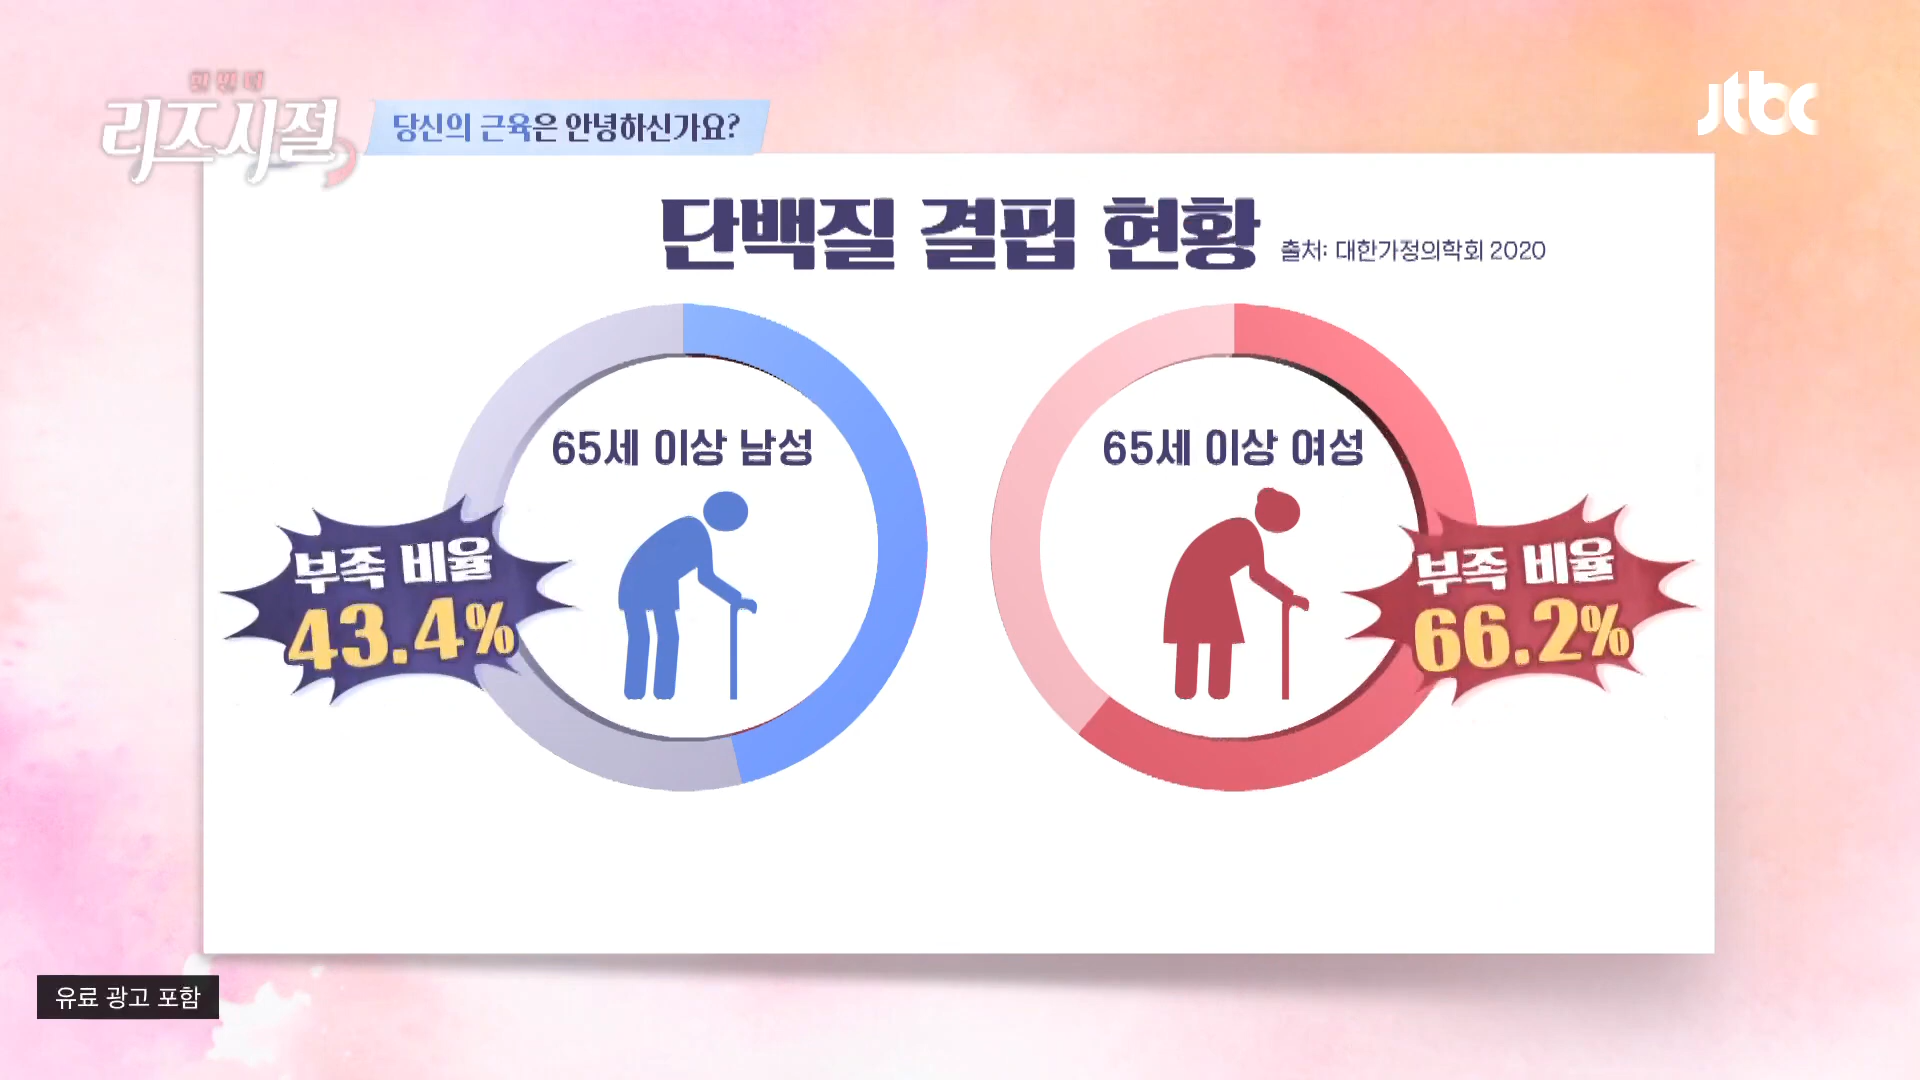 한 번 더
리즈시절
당신의 근육은 안녕하신가요?
jtbc
단백질 결핍 현황
출처: 대한가정의학회 2020
65세 이상 남성
65세 이상 여성
부족 비율
43.4%
부족 비율
66.2%
유료 광고 포함